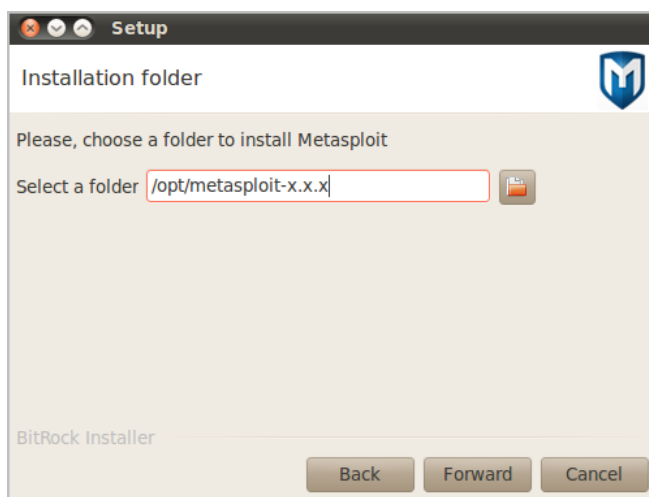 Setup
Installation folder
Please, choose a folder to install Metasploit
Select a folder /opt/metasploit-x.x.x
BitRock Installer
Back Forward Cancel